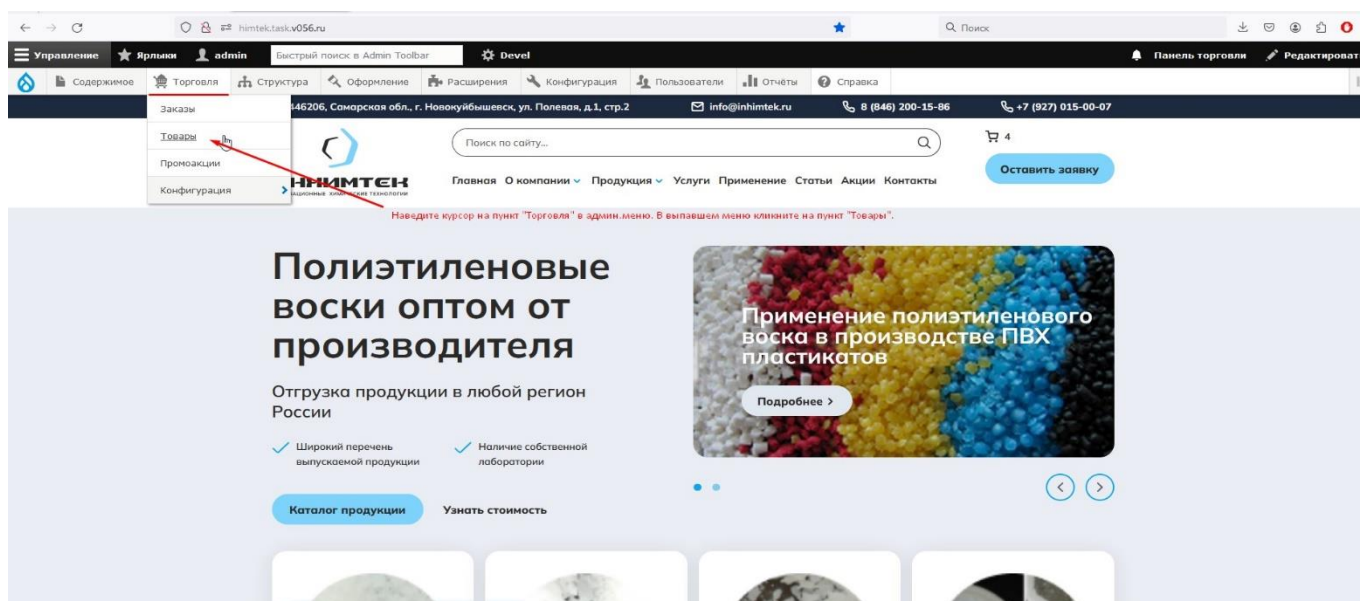 himtek.task.v056.ru
Поиск
Управление Ярлыки admin Быстрый поиск в Admin Toolbar Devel Панель торговли Редактироват
Содержимое Торговля Структура Оформление Расширения Конфигурация Пользователи Отчёты Справка
Заказы
Товары
Промоакции
Конфигурация
446206, Самарская обл., г. Новокуйбышевск, ул. Полевая, д.1, стр.2 info@inhimtek.ru 8 (846) 200-15-86 +7 (927) 015-00-07
Поиск по сайту...
4
Оставить заявку
ИНХИМТЕК
Главная О компании Продукция Услуги Применение Статьи Акции Контакты
Наведите курсор на пункт "Торговля" в админ.меню. В выпавшем меню кликните на пункт "Товары".
Полиэтиленовые
воски оптом от
производителя
Отгрузка продукции в любой регион
России
Широкий перечень
выпускаемой продукции
Наличие собственной
лаборатории
Каталог продукции Узнать стоимость
Применение полиэтиленового
воска в производстве ПВХ
пластикатов
Подробнее >